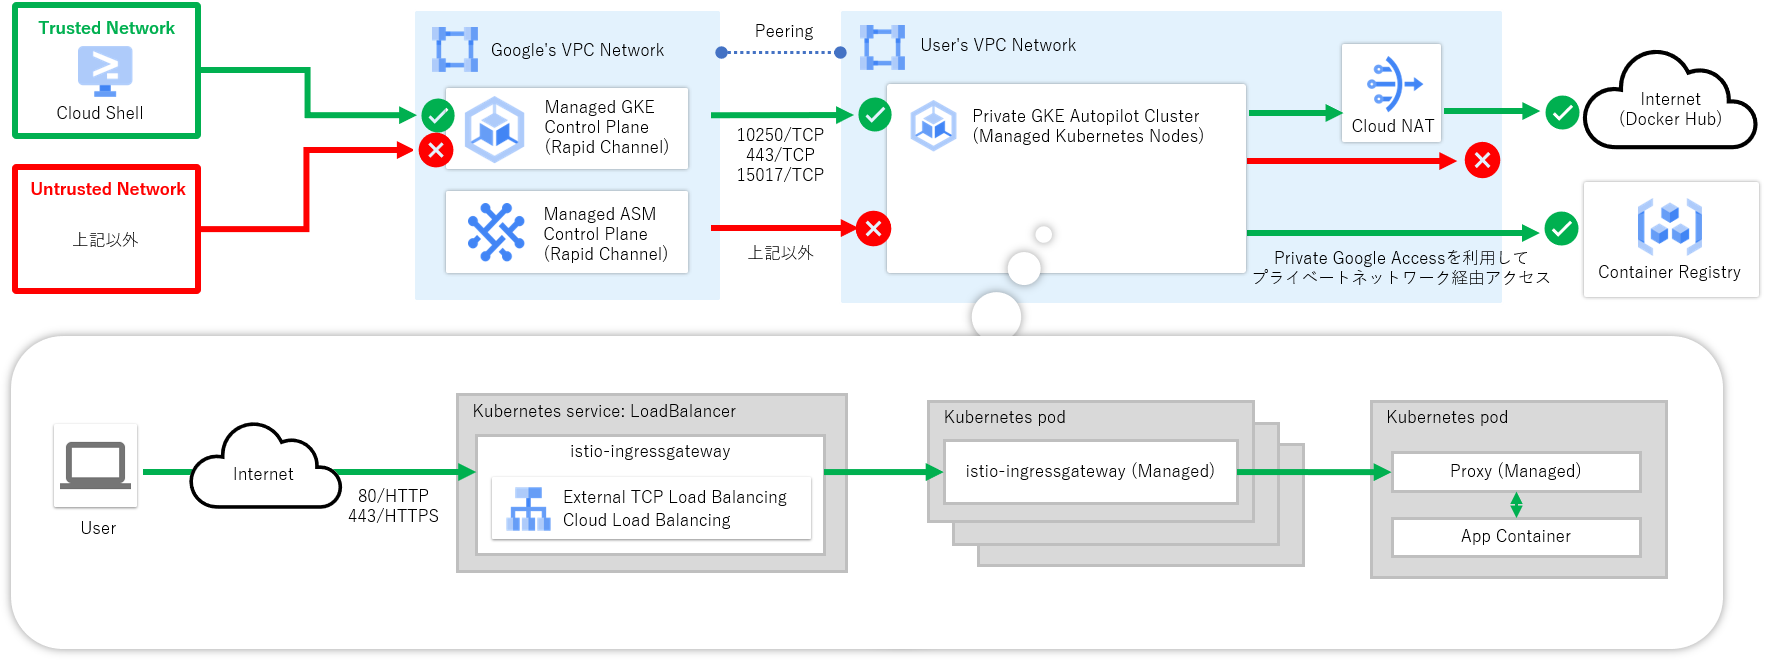 Trusted Network
Cloud Shell
Untrusted Network
上記以外
Google's VPC Network
Managed GKE
Control Plane
(Rapid Channel)
Managed ASM
Control Plane
(Rapid Channel)
Peering
10250/TCP
443/TCP
15017/TCP
上記以外
User's VPC Network
Private GKE Autopilot Cluster
(Managed Kubernetes Nodes)
Cloud NAT
Internet
(Docker Hub)
Private Google Accessを利用して
プライベートネットワーク経由アクセス
Container Registry
User
Internet
80/HTTP
443/HTTPS
Kubernetes service: LoadBalancer
istio-ingressgateway
External TCP Load Balancing
Cloud Load Balancing
Kubernetes pod
istio-ingressgateway (Managed)
Kubernetes pod
Proxy (Managed)
App Container